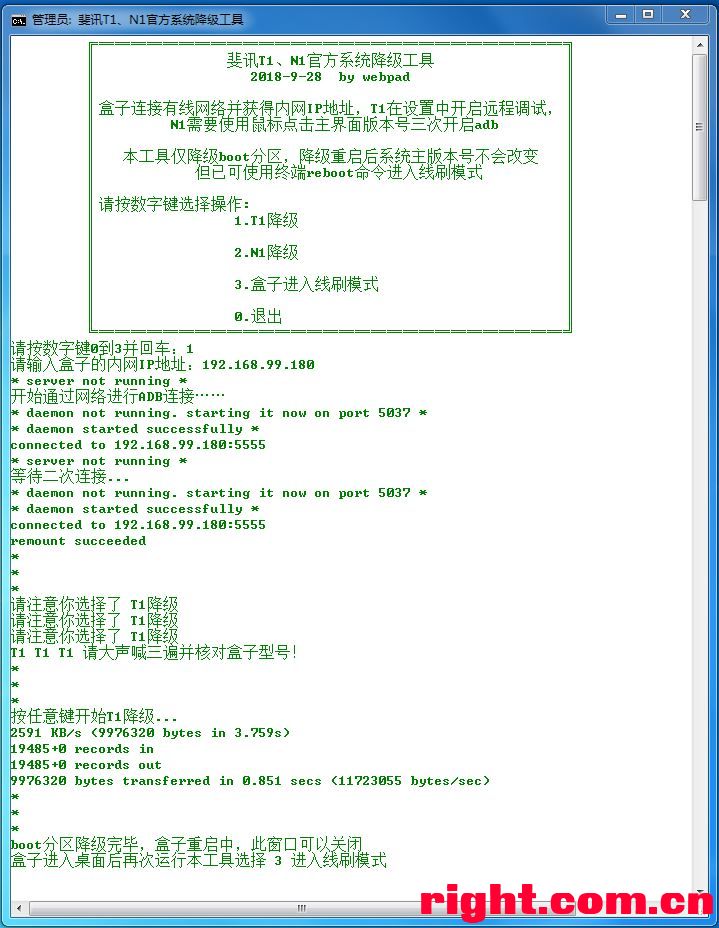 管理员: 斐讯T1、N1官方系统降级工具
斐讯T1、N1官方系统降级工具
2018-9-28 by webpad
盒子连接有线网络并获得内网IP地址，T1在设置中开启远程调试，
N1需要使用鼠标点击主界面版本号三次开启adb
本工具仅降级boot分区，降级重启后系统主版本号不会改变
但已可使用终端reboot命令进入线刷模式
请按数字键选择操作：
1.T1降级
2.N1降级
3.盒子进入线刷模式
0.退出
请按数字键0到3并回车：1
请输入盒子的内网IP地址：192.168.99.180
* server not running *
开始通过网络进行ADB连接……
* daemon not running. starting it now on port 5037 *
* daemon started successfully *
connected to 192.168.99.180:5555
* server not running *
等待二次连接...
* daemon not running. starting it now on port 5037 *
* daemon started successfully *
connected to 192.168.99.180:5555
remount succeeded
*
*
*
请注意你选择了 T1降级
请注意你选择了 T1降级
请注意你选择了 T1降级
T1 T1 T1 请大声喊三遍并核对盒子型号！
*
*
*
按任意键开始T1降级...
2591 KB/s (9976320 bytes in 3.759s)
19485+0 records in
19485+0 records out
9976320 bytes transferred in 0.851 secs (11723055 bytes/sec)
*
*
*
boot分区降级完毕，盒子重启中，此窗口可以关闭
盒子进入桌面后再次运行本工具选择 3 进入线刷模式
right.com.cn